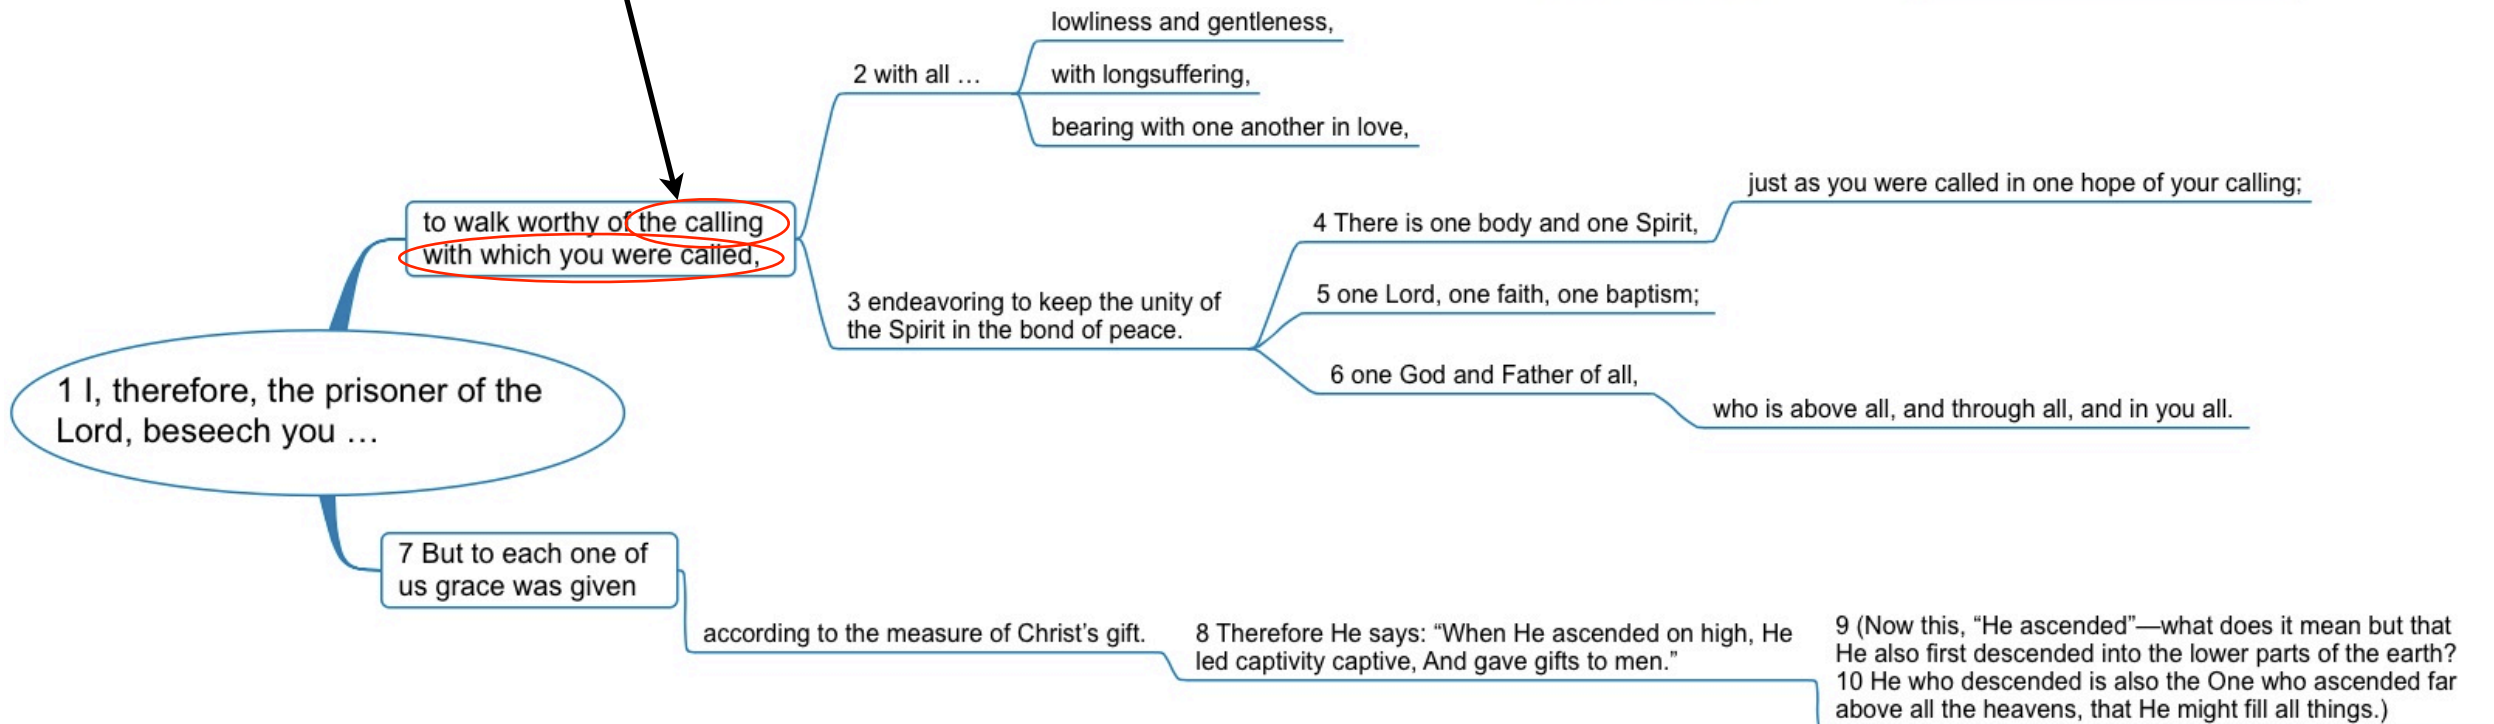 lowliness and gentleness,
2 with all …
with longsuffering,
bearing with one another in love,
to walk worthy of the calling
with which you were called,
just as you were called in one hope of your calling;
4 There is one body and one Spirit,
3 endeavoring to keep the unity of
the Spirit in the bond of peace.
5 one Lord, one faith, one baptism;
6 one God and Father of all,
who is above all, and through all, and in you all.
1 I, therefore, the prisoner of the
Lord, beseech you …
7 But to each one of
us grace was given
according to the measure of Christ’s gift.
8 Therefore He says: “When He ascended on high, He
led captivity captive, And gave gifts to men.”
9 (Now this, “He ascended”—what does it mean but that
He also first descended into the lower parts of the earth?
10 He who descended is also the One who ascended far
above all the heavens, that He might fill all things.)